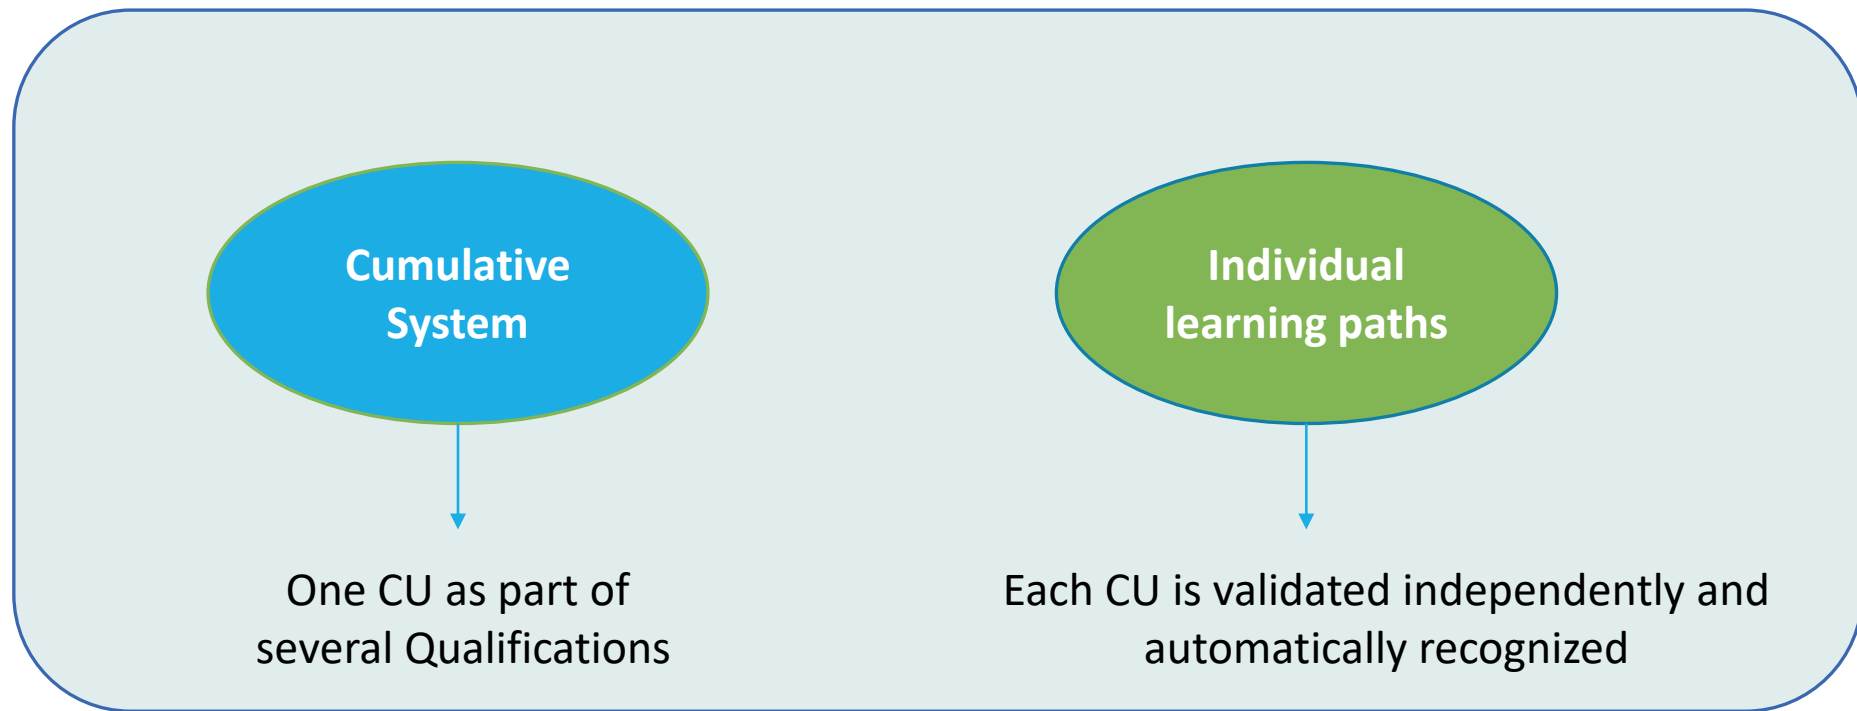 Cumulative
System
Individual
learning paths
One CU as part of
several Qualifications
Each CU is validated independently and
automatically recognized